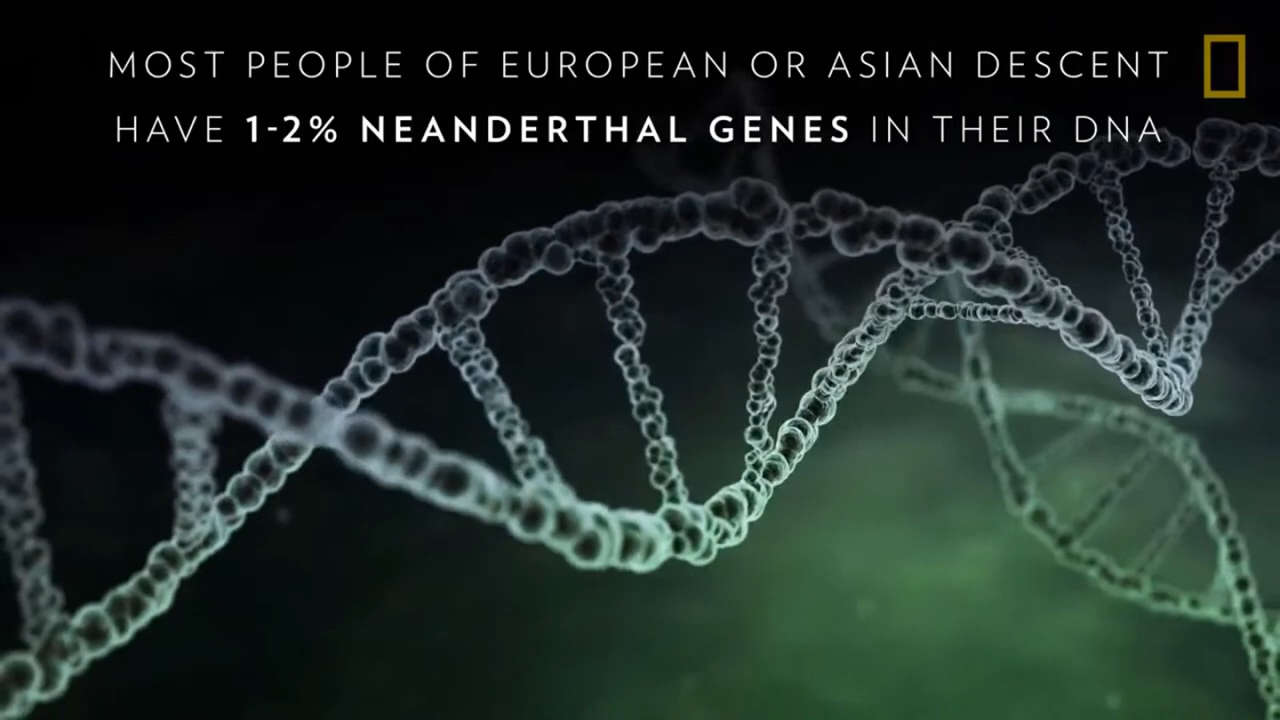 MOST PEOPLE OF EUROPEAN OR ASIAN DESCENT
HAVE 1-2% NEANDERTHAL GENES IN THEIR DNA